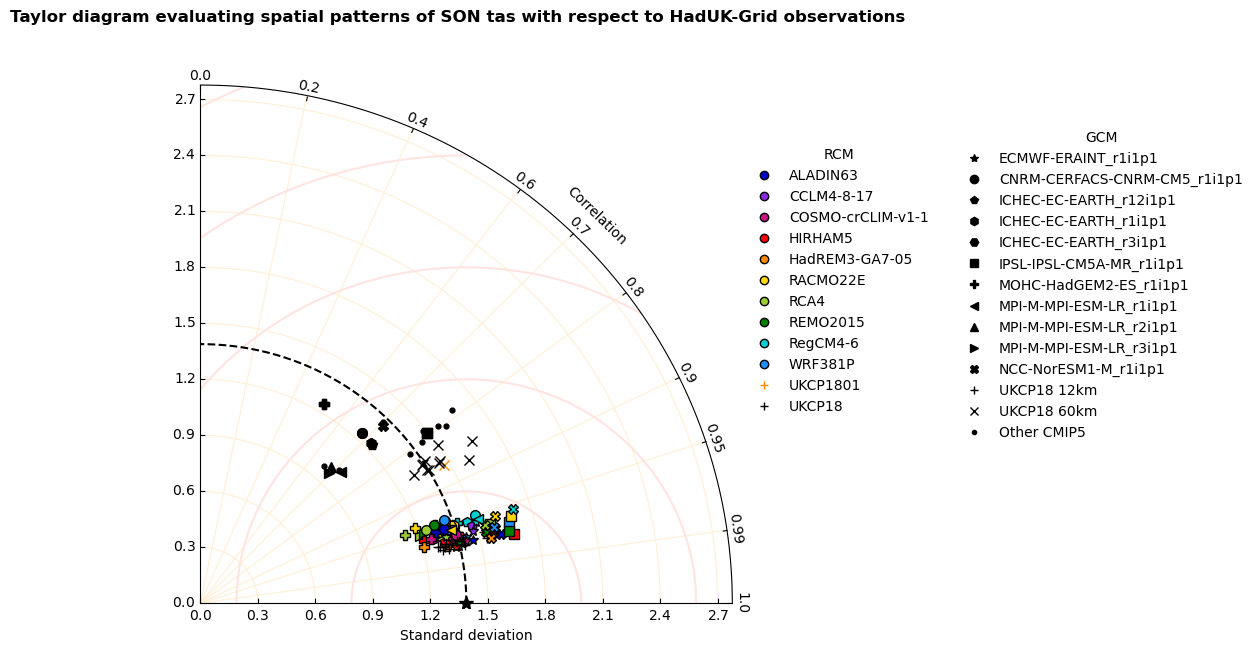 Taylor diagram evaluating spatial patterns of SON tas with respect to HadUK-Grid observations
0.0
0.2
0.4
0.6
0.7
0.8
0.9
0.95
0.99
1.0
Correlation
2.7
2.4
2.1
1.8
1.5
1.2
0.9
0.6
0.3
0.0
0.0
0.3
0.6
0.9
1.2
1.5
1.8
2.1
2.4
2.7
Standard deviation
RCM
ALADIN63
CCLM4-8-17
COSMO-crCLIM-v1-1
HIRHAM5
HadREM3-GA7-05
RACMO22E
RCA4
REMO2015
RegCM4-6
WRF381P
UKCP1801
UKCP18
GCM
ECMWF-ERAINT_r1i1p1
CNRM-CERFACS-CNRM-CM5_r1i1p1
ICHEC-EC-EARTH_r12i1p1
ICHEC-EC-EARTH_r1i1p1
ICHEC-EC-EARTH_r3i1p1
IPSL-IPSL-CM5A-MR_r1i1p1
MOHC-HadGEM2-ES_r1i1p1
MPI-M-MPI-ESM-LR_r1i1p1
MPI-M-MPI-ESM-LR_r2i1p1
MPI-M-MPI-ESM-LR_r3i1p1
NCC-NorESM1-M_r1i1p1
UKCP18 12km
UKCP18 60km
Other CMIP5